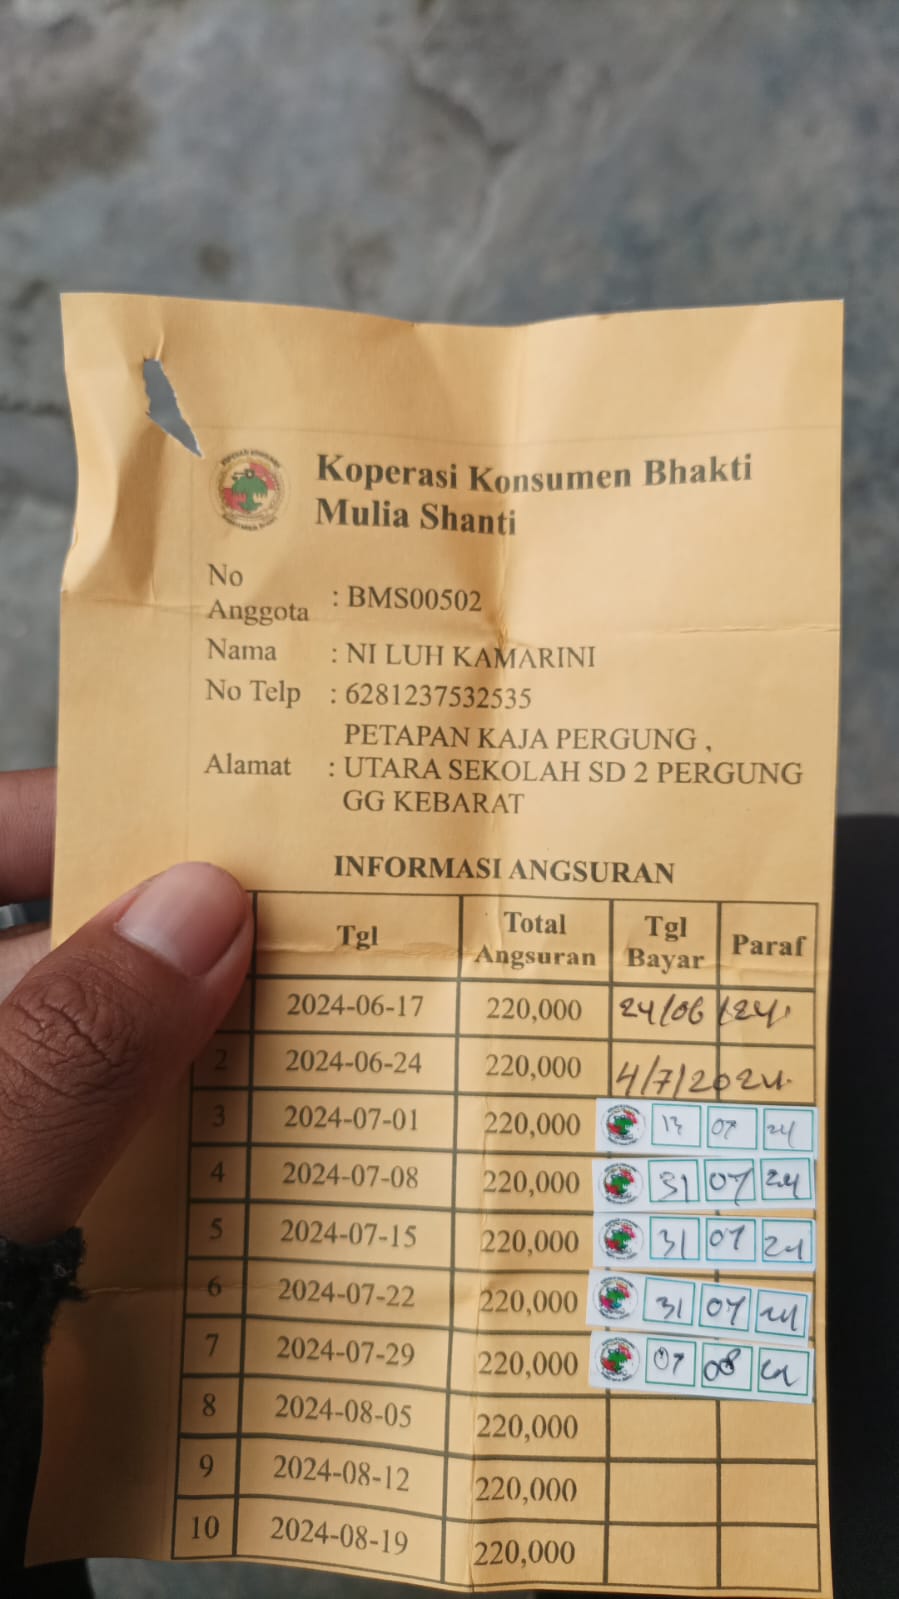 Koperasi Konsumen Bhakti
Mulia Shanti
No Anggota : BMS00502
Nama : NI LUH KAMARINI
No Telp : 6281237532535
Alamat : PETAPAN KAJA PERGUNG ,
UTARA SEKOLAH SD 2 PERGUNG
GG KEBARAT
INFORMASI ANGSURAN
Tgl Total Angsuran Tgl Bayar Paraf
2024-06-17 220,000 24/06/24
2 2024-06-24 220,000 4/7/2024
3 2024-07-01 220,000 07 24
4 2024-07-08 220,000 31 07 24
5 2024-07-15 220,000 31 07 24
6 2024-07-22 220,000 31 07 24
7 2024-07-29 220,000 07 08
8 2024-08-05 220,000
9 2024-08-12 220,000
10 2024-08-19 220,000